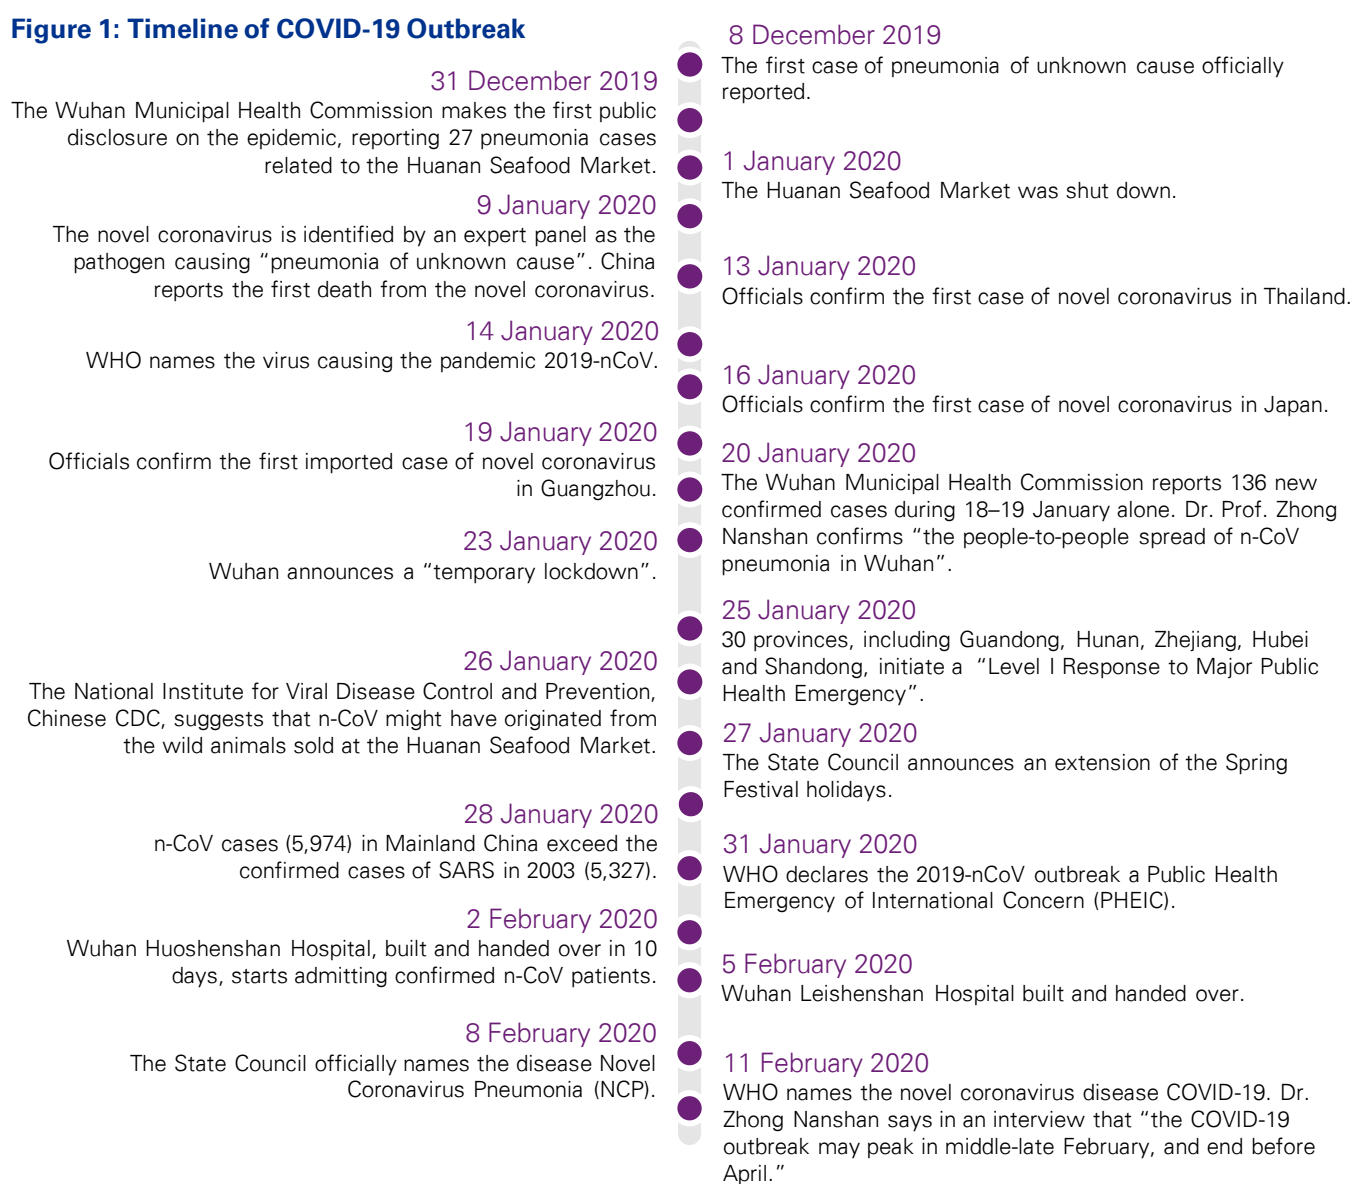 Figure 1: Timeline of COVID-19 Outbreak
8 December 2019
The first case of pneumonia of unknown cause officially
reported.
31 December 2019
The Wuhan Municipal Health Commission makes the first public
disclosure on the epidemic, reporting 27 pneumonia cases
related to the Huanan Seafood Market.
1 January 2020
The Huanan Seafood Market was shut down.
9 January 2020
The novel coronavirus is identified by an expert panel as the
pathogen causing “pneumonia of unknown cause”. China
reports the first death from the novel coronavirus.
13 January 2020
Officials confirm the first case of novel coronavirus in Thailand.
14 January 2020
WHO names the virus causing the pandemic 2019-nCoV.
16 January 2020
Officials confirm the first case of novel coronavirus in Japan.
19 January 2020
Officials confirm the first imported case of novel coronavirus
in Guangzhou.
20 January 2020
The Wuhan Municipal Health Commission reports 136 new
confirmed cases during 18–19 January alone. Dr. Prof. Zhong
Nanshan confirms “the people-to-people spread of n-CoV
pneumonia in Wuhan”.
23 January 2020
Wuhan announces a “temporary lockdown”.
25 January 2020
30 provinces, including Guandong, Hunan, Zhejiang, Hubei
and Shandong, initiate a “Level I Response to Major Public
Health Emergency”.
26 January 2020
The National Institute for Viral Disease Control and Prevention,
Chinese CDC, suggests that n-CoV might have originated from
the wild animals sold at the Huanan Seafood Market.
27 January 2020
The State Council announces an extension of the Spring
Festival holidays.
28 January 2020
n-CoV cases (5,974) in Mainland China exceed the
confirmed cases of SARS in 2003 (5,327).
31 January 2020
WHO declares the 2019-nCoV outbreak a Public Health
Emergency of International Concern (PHEIC).
2 February 2020
Wuhan Huoshenshan Hospital, built and handed over in 10
days, starts admitting confirmed n-CoV patients.
5 February 2020
Wuhan Leishenshan Hospital built and handed over.
8 February 2020
The State Council officially names the disease Novel
Coronavirus Pneumonia (NCP).
11 February 2020
WHO names the novel coronavirus disease COVID-19. Dr.
Zhong Nanshan says in an interview that “the COVID-19
outbreak may peak in middle-late February, and end before
April.”